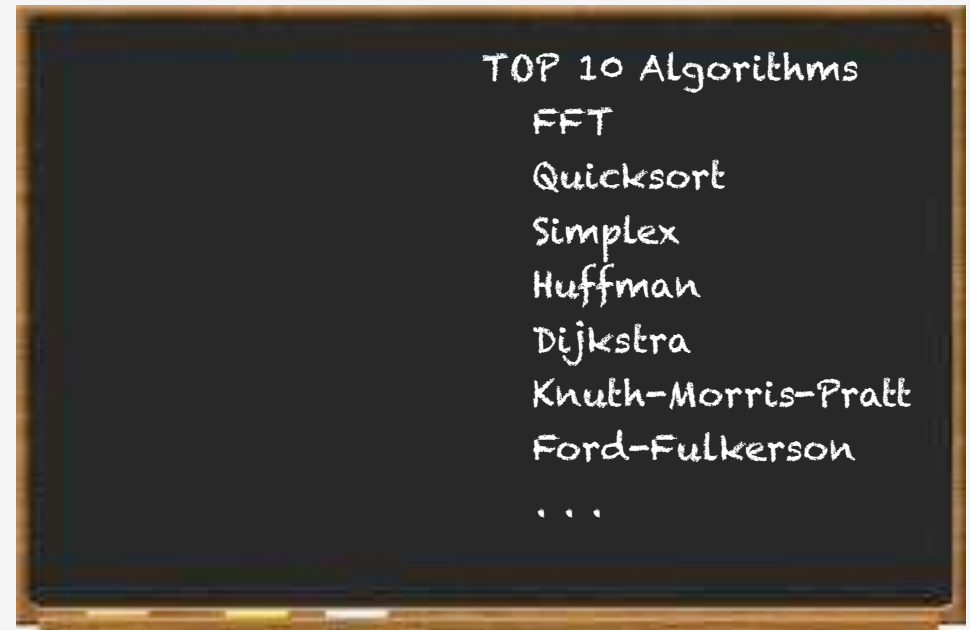 TOP 10 Algorithms
FFT
Quicksort
Simplex
Huffman
Dijkstra
Knuth-Morris-Pratt
Ford-Fulkerson
. . .